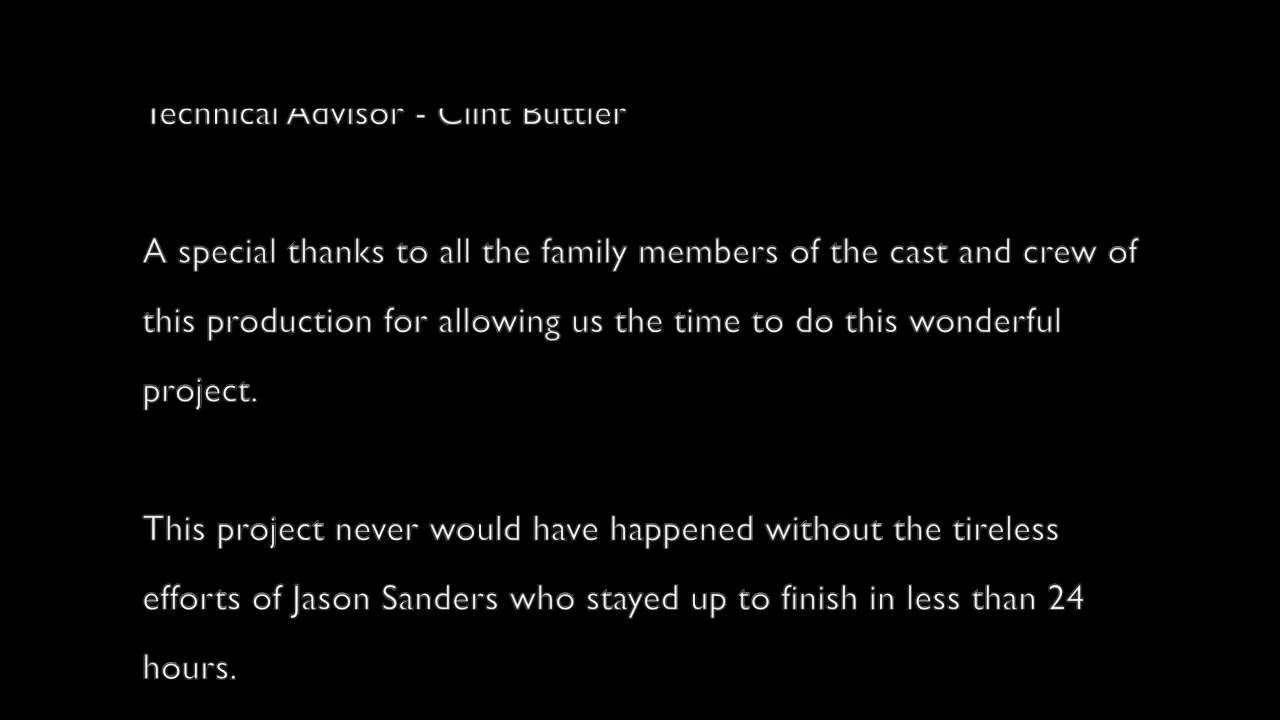 Technical Advisor - Clint Buttler
A special thanks to all the family members of the cast and crew of
this production for allowing us the time to do this wonderful
project.
This project never would have happened without the tireless
efforts of Jason Sanders who stayed up to finish in less than 24
hours.